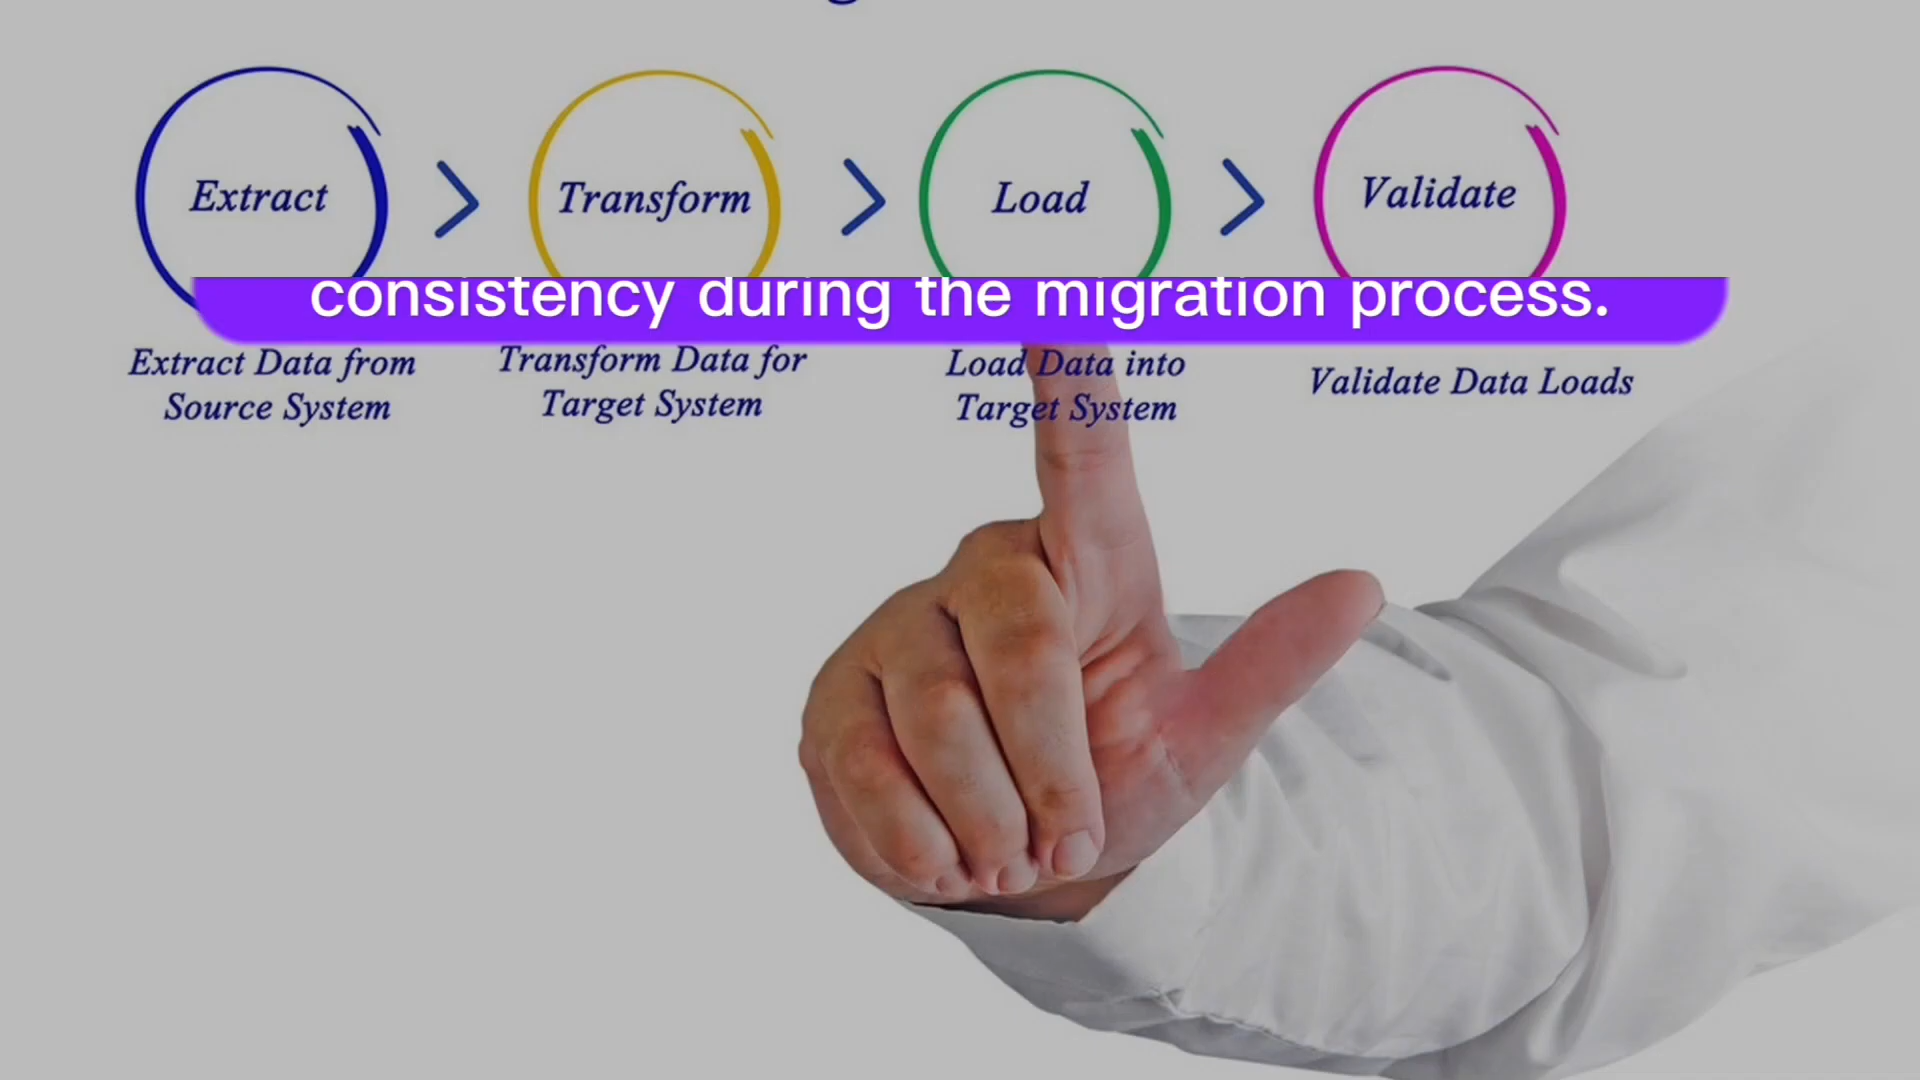 Extract
Transform
Load
Validate
consistency during the migration process.
Extract Data from
Source System
Transform Data for
Target System
Load Data into
Target System
Validate Data Loads